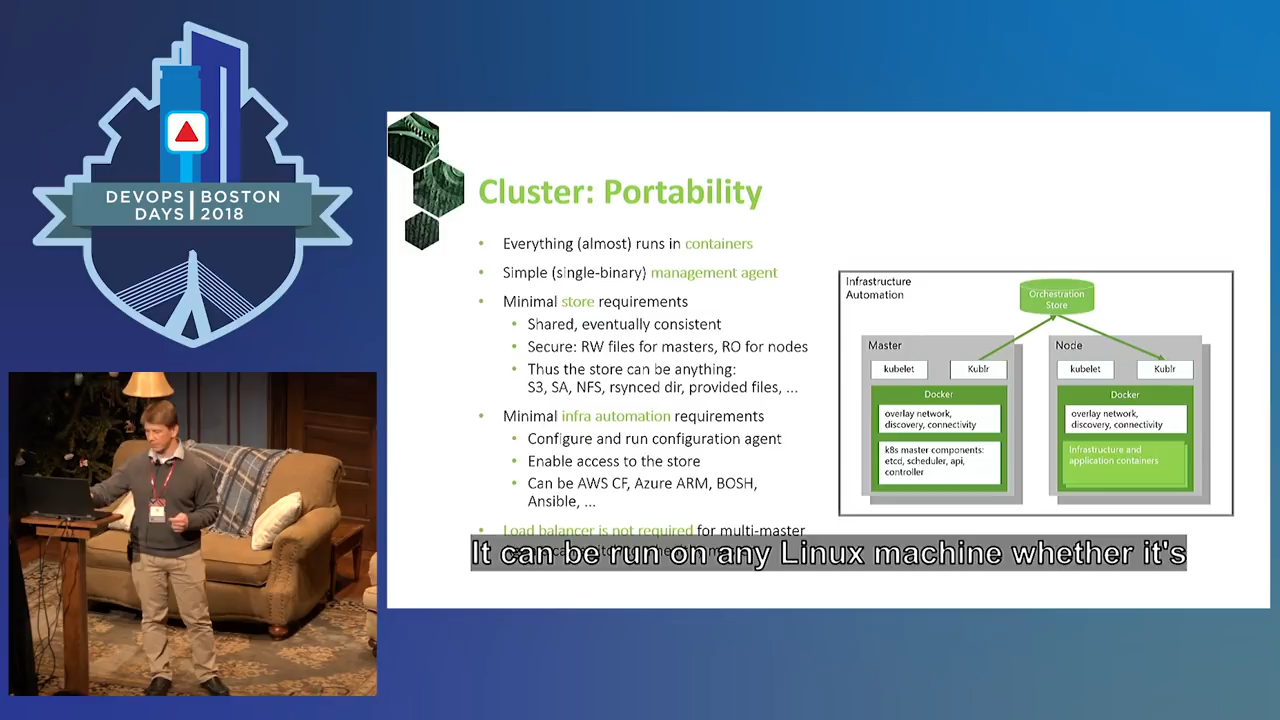 DEVOPS BOSTON
DAYS 2018
Cluster: Portability
• Everything (almost) runs in containers
• Simple (single-binary) management agent
• Minimal store requirements
• Shared, eventually consistent
• Secure: RW files for masters, RO for nodes
• Thus the store can be anything:
S3, SA, NFS, rsynced dir, provided files, ...
• Minimal infra automation requirements
• Configure and run configuration agent
• Enable access to the store
• Can be AWS CF, Azure ARM, BOSH,
Ansible, ...
• Load balancer is not required for multi-master
It can be run on any Linux machine whether it's
Infrastructure
Automation
Orchestration
Store
Master
kubelet
Kublr
Docker
overlay network,
discovery, connectivity
k8s master components:
etcd, scheduler, api,
controller
Node
kubelet
Kublr
Docker
overlay network,
discovery, connectivity
Infrastructure and
application containers